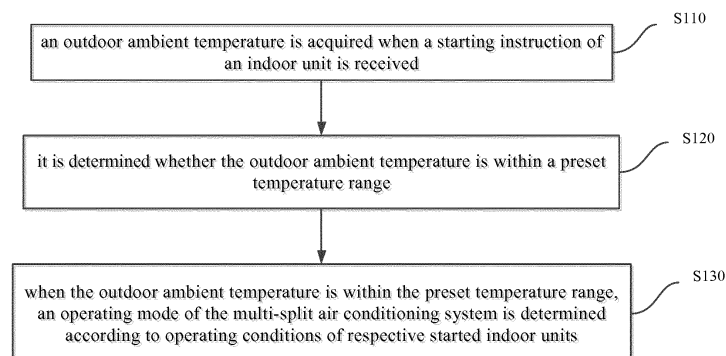 S110
an outdoor ambient temperature is acquired when a starting instruction of
an indoor unit is received
S120
it is determined whether the outdoor ambient temperature is within a preset
temperature range
S130
when the outdoor ambient temperature is within the preset temperature range,
an operating mode of the multi-split air conditioning system is determined
according to operating conditions of respective started indoor units